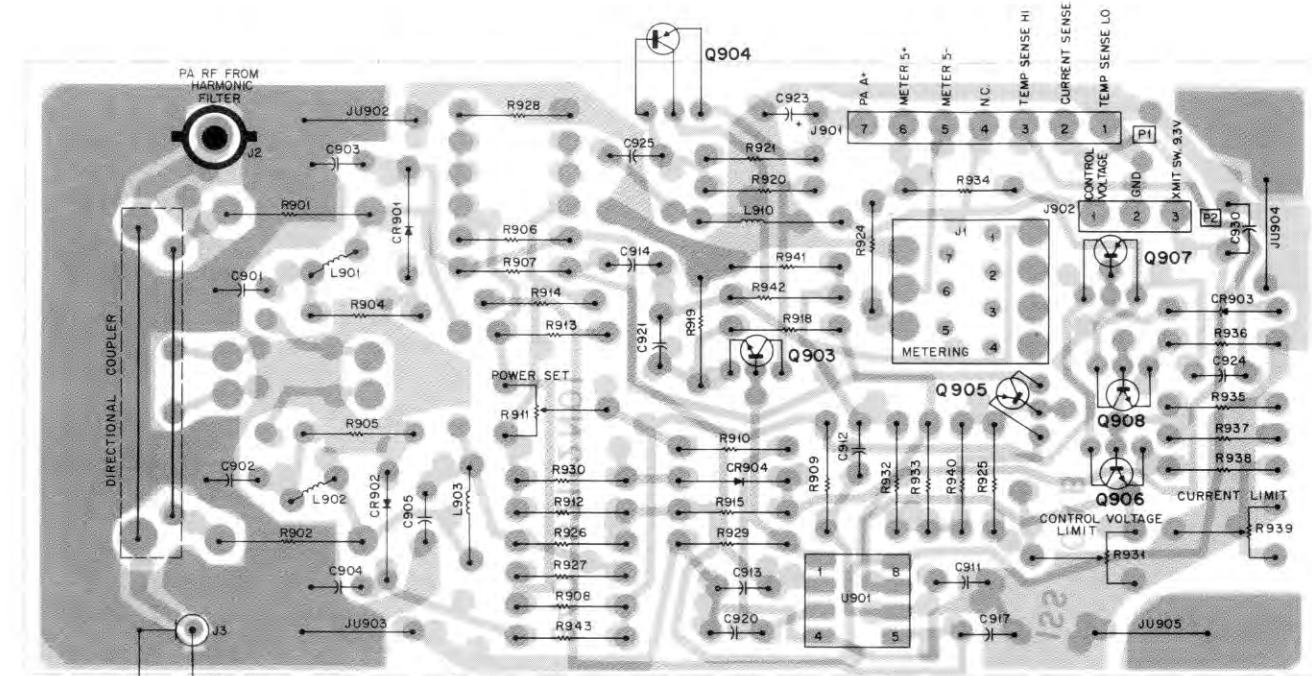 Q904
PA RF FROM
HARMONIC
FILTER
J2
JU902
R928
C923
+
J901
PA A+
METER 5+
METER 5-
N.C.
TEMP SENSE HI
CURRENT SENSE
TEMP SENSE LO
7 6 5 4 3 2 1
P1
C903
C925
R921
R920
R934
CONTROL
VOLTAGE
GND
XMIT SW. 9.3V
J902
1 2 3
P2
C930
JU904
R901
CR901
L910
R924
J1
7 6 5
1 2 3 4
METERING
Q907
R906
R907
C914
R941
R942
L901
C901
R904
R914
R913
C921
R919
R918
Q903
CR903
R936
C924
R935
R937
R938
DIRECTIONAL COUPLER
POWER SET
R911
Q905
Q908
Q906
R905
R910
CR904
R915
R929
R909
C912
R932
R933
R940
R925
C902
L902
CR902
C905
L903
R930
R912
R926
R927
R908
R943
R902
C904
CURRENT LIMIT
R939
CONTROL VOLTAGE
LIMIT
R931
C913
C920
1 8
U901
4 5
C911
C917
J3
JU903
JU905